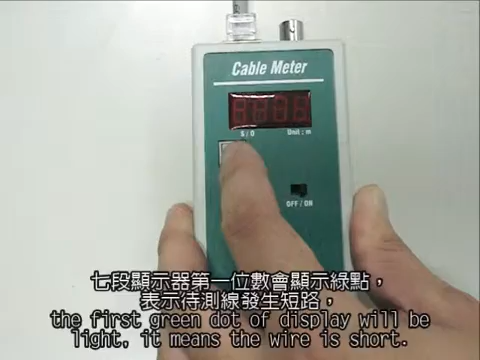 Cable Meter
8888
S / O Unit : m
OFF / ON
七段顯示器第一位數會顯示綠點，
表示待測線發生短路，
the first green dot of display will be
light, it means the wire is short.